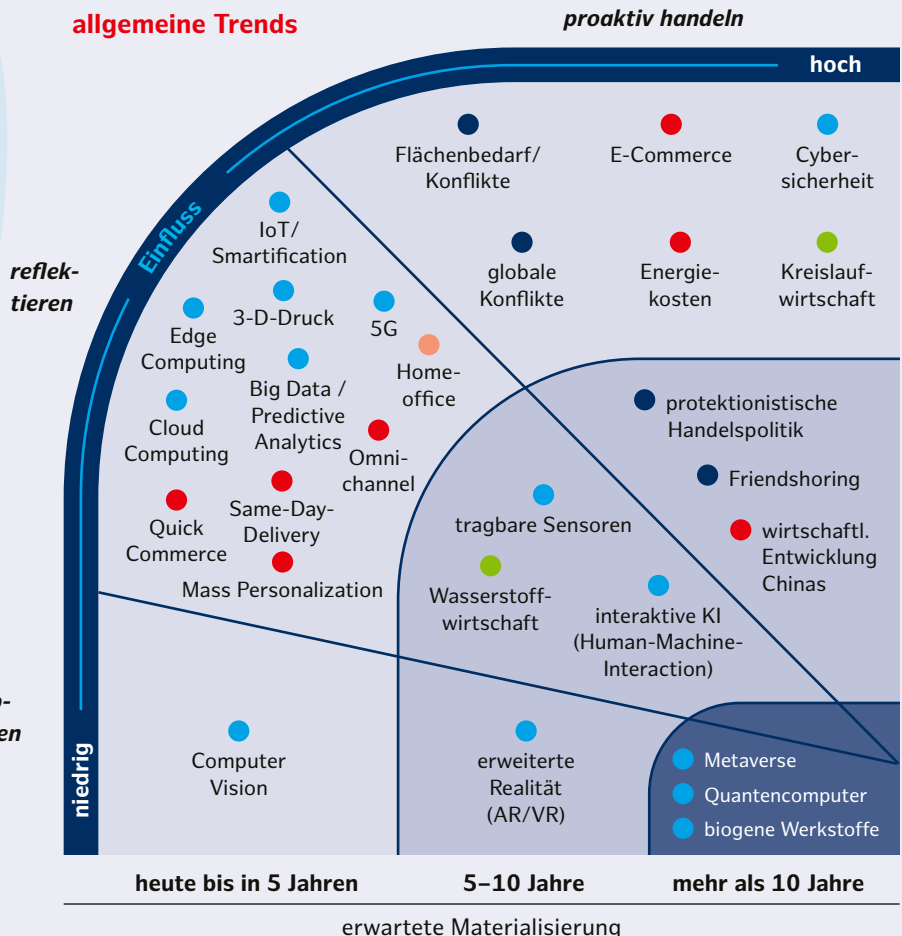 allgemeine Trends
proaktiv handeln
hoch
Einfluss
niedrig
reflek-
tieren
Flächenbedarf/
Konflikte
E-Commerce
Cyber-
sicherheit
globale
Konflikte
Energie-
kosten
Kreislauf-
wirtschaft
IoT/
Smartification
3-D-Druck
5G
Edge
Computing
Home-
office
Big Data /
Predictive
Analytics
Cloud
Computing
Omni-
channel
Same-Day-
Delivery
Quick
Commerce
Mass Personalization
protektionistische
Handelspolitik
Friendshoring
wirtschaftl.
Entwicklung
Chinas
tragbare Sensoren
Wasserstoff-
wirtschaft
interaktive KI
(Human-Machine-
Interaction)
Computer
Vision
erweiterte
Realität
(AR/VR)
Metaverse
Quantencomputer
biogene Werkstoffe
heute bis in 5 Jahren
5–10 Jahre
mehr als 10 Jahre
erwartete Materialisierung